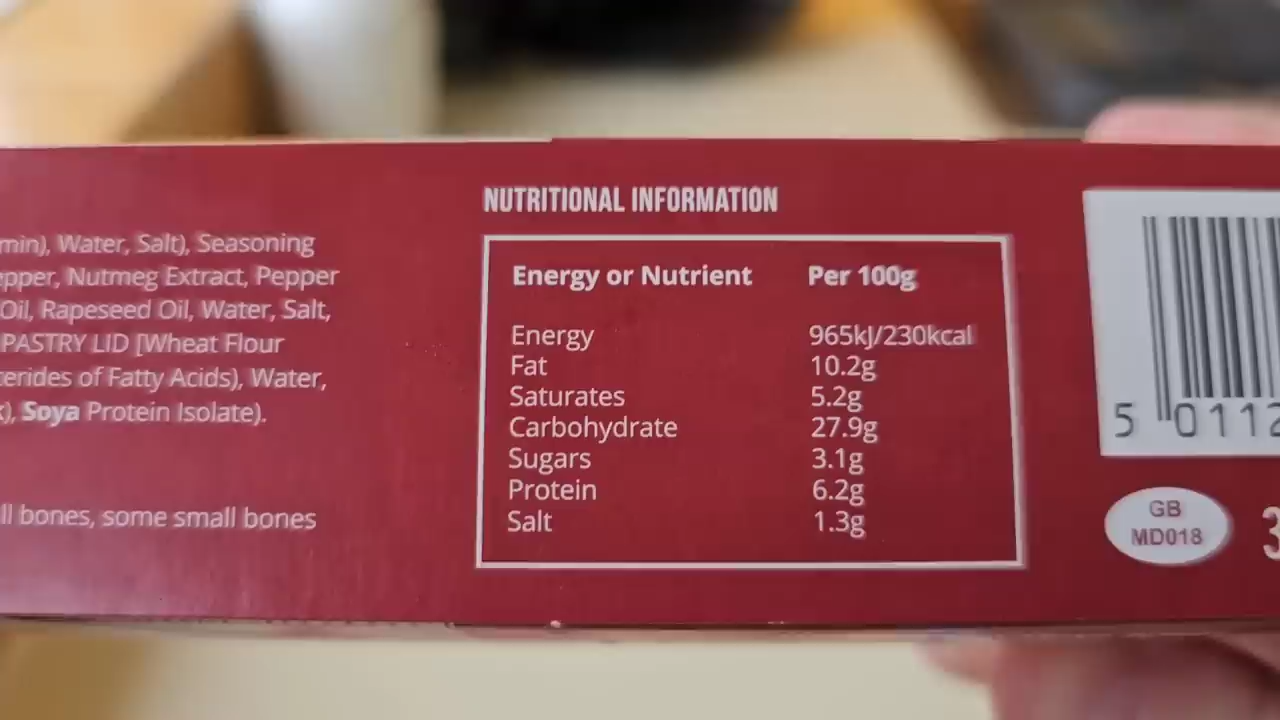 min), Water, Salt), Seasoning
epper, Nutmeg Extract, Pepper
Oil, Rapeseed Oil, Water, Salt,
PASTRY LID [Wheat Flour
cerides of Fatty Acids), Water,
), Soya Protein Isolate).
ll bones, some small bones
NUTRITIONAL INFORMATION
Energy or Nutrient Per 100g
Energy 965kJ/230kcal
Fat 10.2g
Saturates 5.2g
Carbohydrate 27.9g
Sugars 3.1g
Protein 6.2g
Salt 1.3g
5 0112
GB
MD018
3